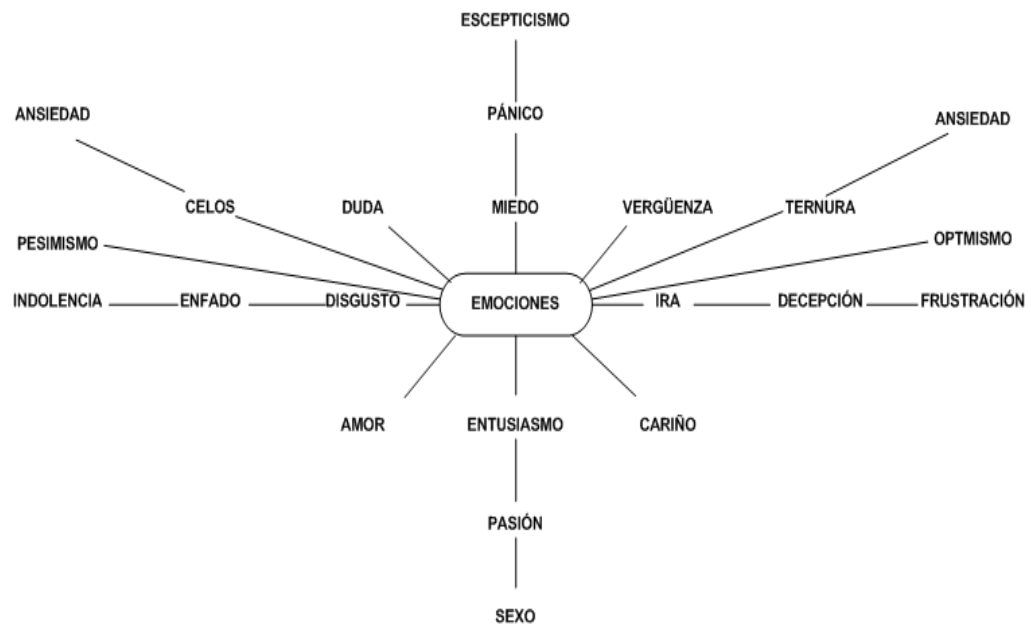 ESCEPTICISMO
ANSIEDAD
PÁNICO
ANSIEDAD
CELOS
DUDA
MIEDO
VERGÜENZA
TERNURA
PESIMISMO
OPTMISMO
INDOLENCIA
ENFADO
DISGUSTO
EMOCIONES
IRA
DECEPCIÓN
FRUSTRACIÓN
AMOR
ENTUSIASMO
CARIÑO
PASIÓN
SEXO